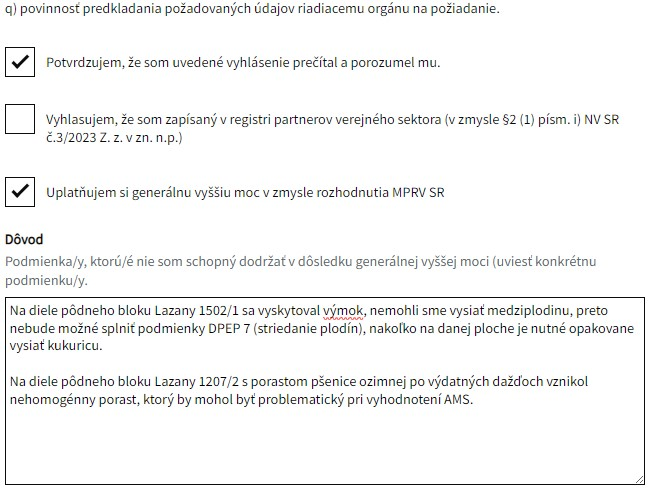 q) povinnosť predkladania požadovaných údajov riadiacemu orgánu na požiadanie.
Potvrdzujem, že som uvedené vyhlásenie prečítal a porozumel mu.
Vyhlasujem, že som zapísaný v registri partnerov verejného sektora (v zmysle §2 (1) písm. i) NV SR
č.3/2023 Z. z. v zn. n.p.)
Uplatňujem si generálnu vyššiu moc v zmysle rozhodnutia MPRV SR
Dôvod
Podmienka/y, ktorú/é nie som schopný dodržať v dôsledku generálnej vyššej moci (uviesť konkrétnu
podmienku/y.
Na diele pôdneho bloku Lazany 1502/1 sa vyskytoval výmok, nemohli sme vysiať medziplodinu, preto
nebude možné splniť podmienky DPEP 7 (striedanie plodín), nakoľko na danej ploche je nutné opakovane
vysiať kukuricu.
Na diele pôdneho bloku Lazany 1207/2 s porastom pšenice ozimnej po výdatných dažďoch vznikol
nehomogénny porast, ktorý by mohol byť problematický pri vyhodnotení AMS.